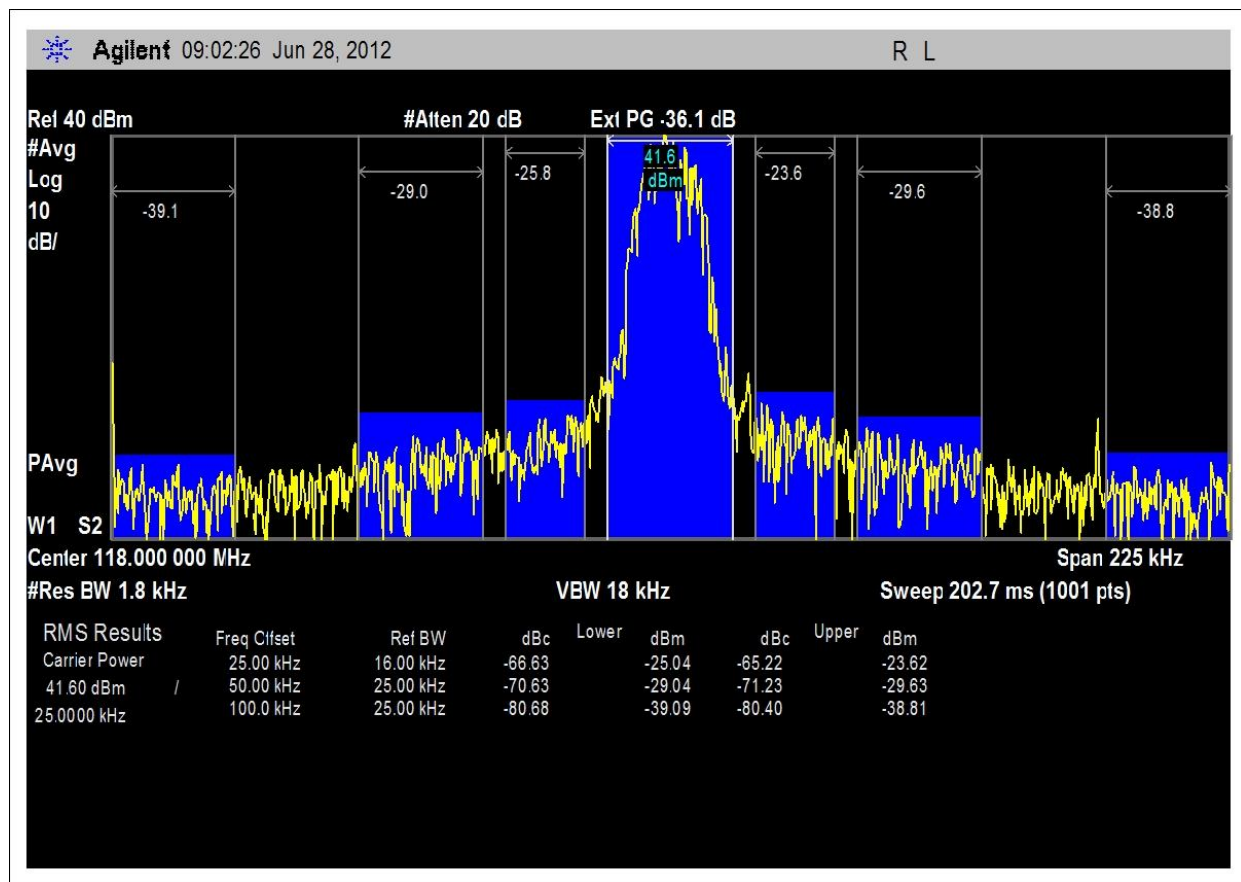 Agilent 09:02:26 Jun 28, 2012 R L
Ref 40 dBm #Atten 20 dB Ext PG -36.1 dB
#Avg
Log
10
dB/
-39.1 -29.0 -25.8 41.6 dBm -23.6 -29.6 -38.8
PAvg
W1 S2
Center 118.000 000 MHz Span 225 kHz
#Res BW 1.8 kHz VBW 18 kHz Sweep 202.7 ms (1001 pts)
RMS Results Freq Offset Ref BW dBc Lower dBm dBc Upper dBm
Carrier Power 25.00 kHz 16.00 kHz -66.63 -25.04 -65.22 -23.62
41.60 dBm / 50.00 kHz 25.00 kHz -70.63 -29.04 -71.23 -29.63
25.0000 kHz 100.0 kHz 25.00 kHz -80.68 -39.09 -80.40 -38.81